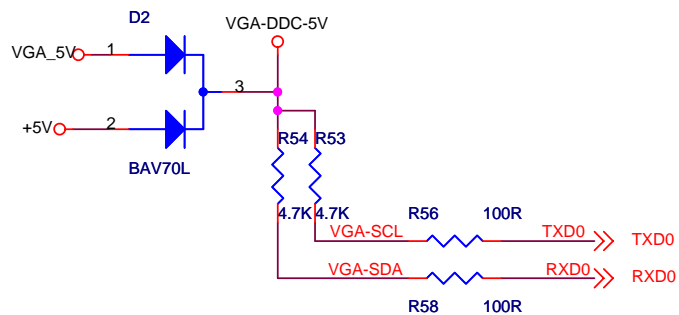 D2
VGA-DDC-5V
VGA_5V
1
3
+5V
2
R54
R53
BAV70L
4.7K
4.7K
R56
100R
VGA-SCL
TXD0
TXD0
VGA-SDA
RXD0
RXD0
R58
100R